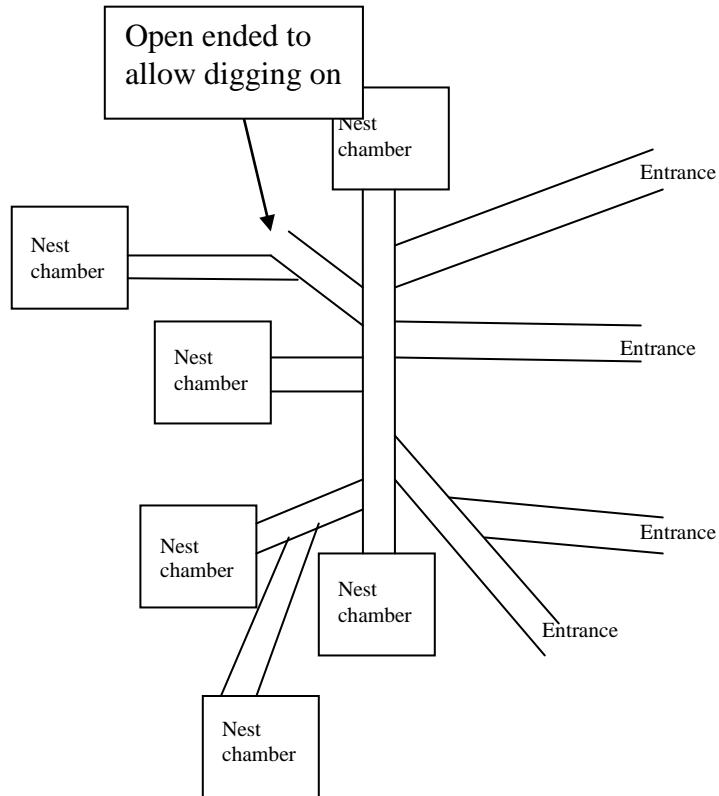 Open ended to
allow digging on
Nest
chamber
Entrance
Nest
chamber
Entrance
Nest
chamber
Nest
chamber
Entrance
Nest
chamber
Entrance
Nest
chamber